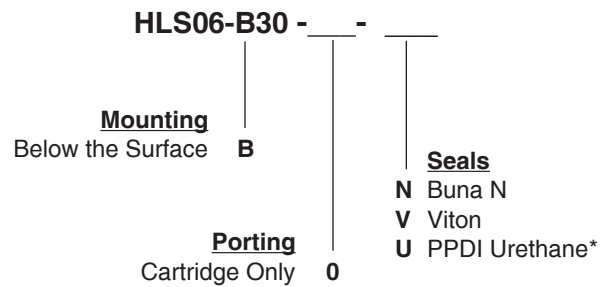 HLS06-B30 -___- ___
Mounting
Below the Surface B
Seals
N Buna N
V Viton
U PPDI Urethane*
Porting
Cartridge Only 0